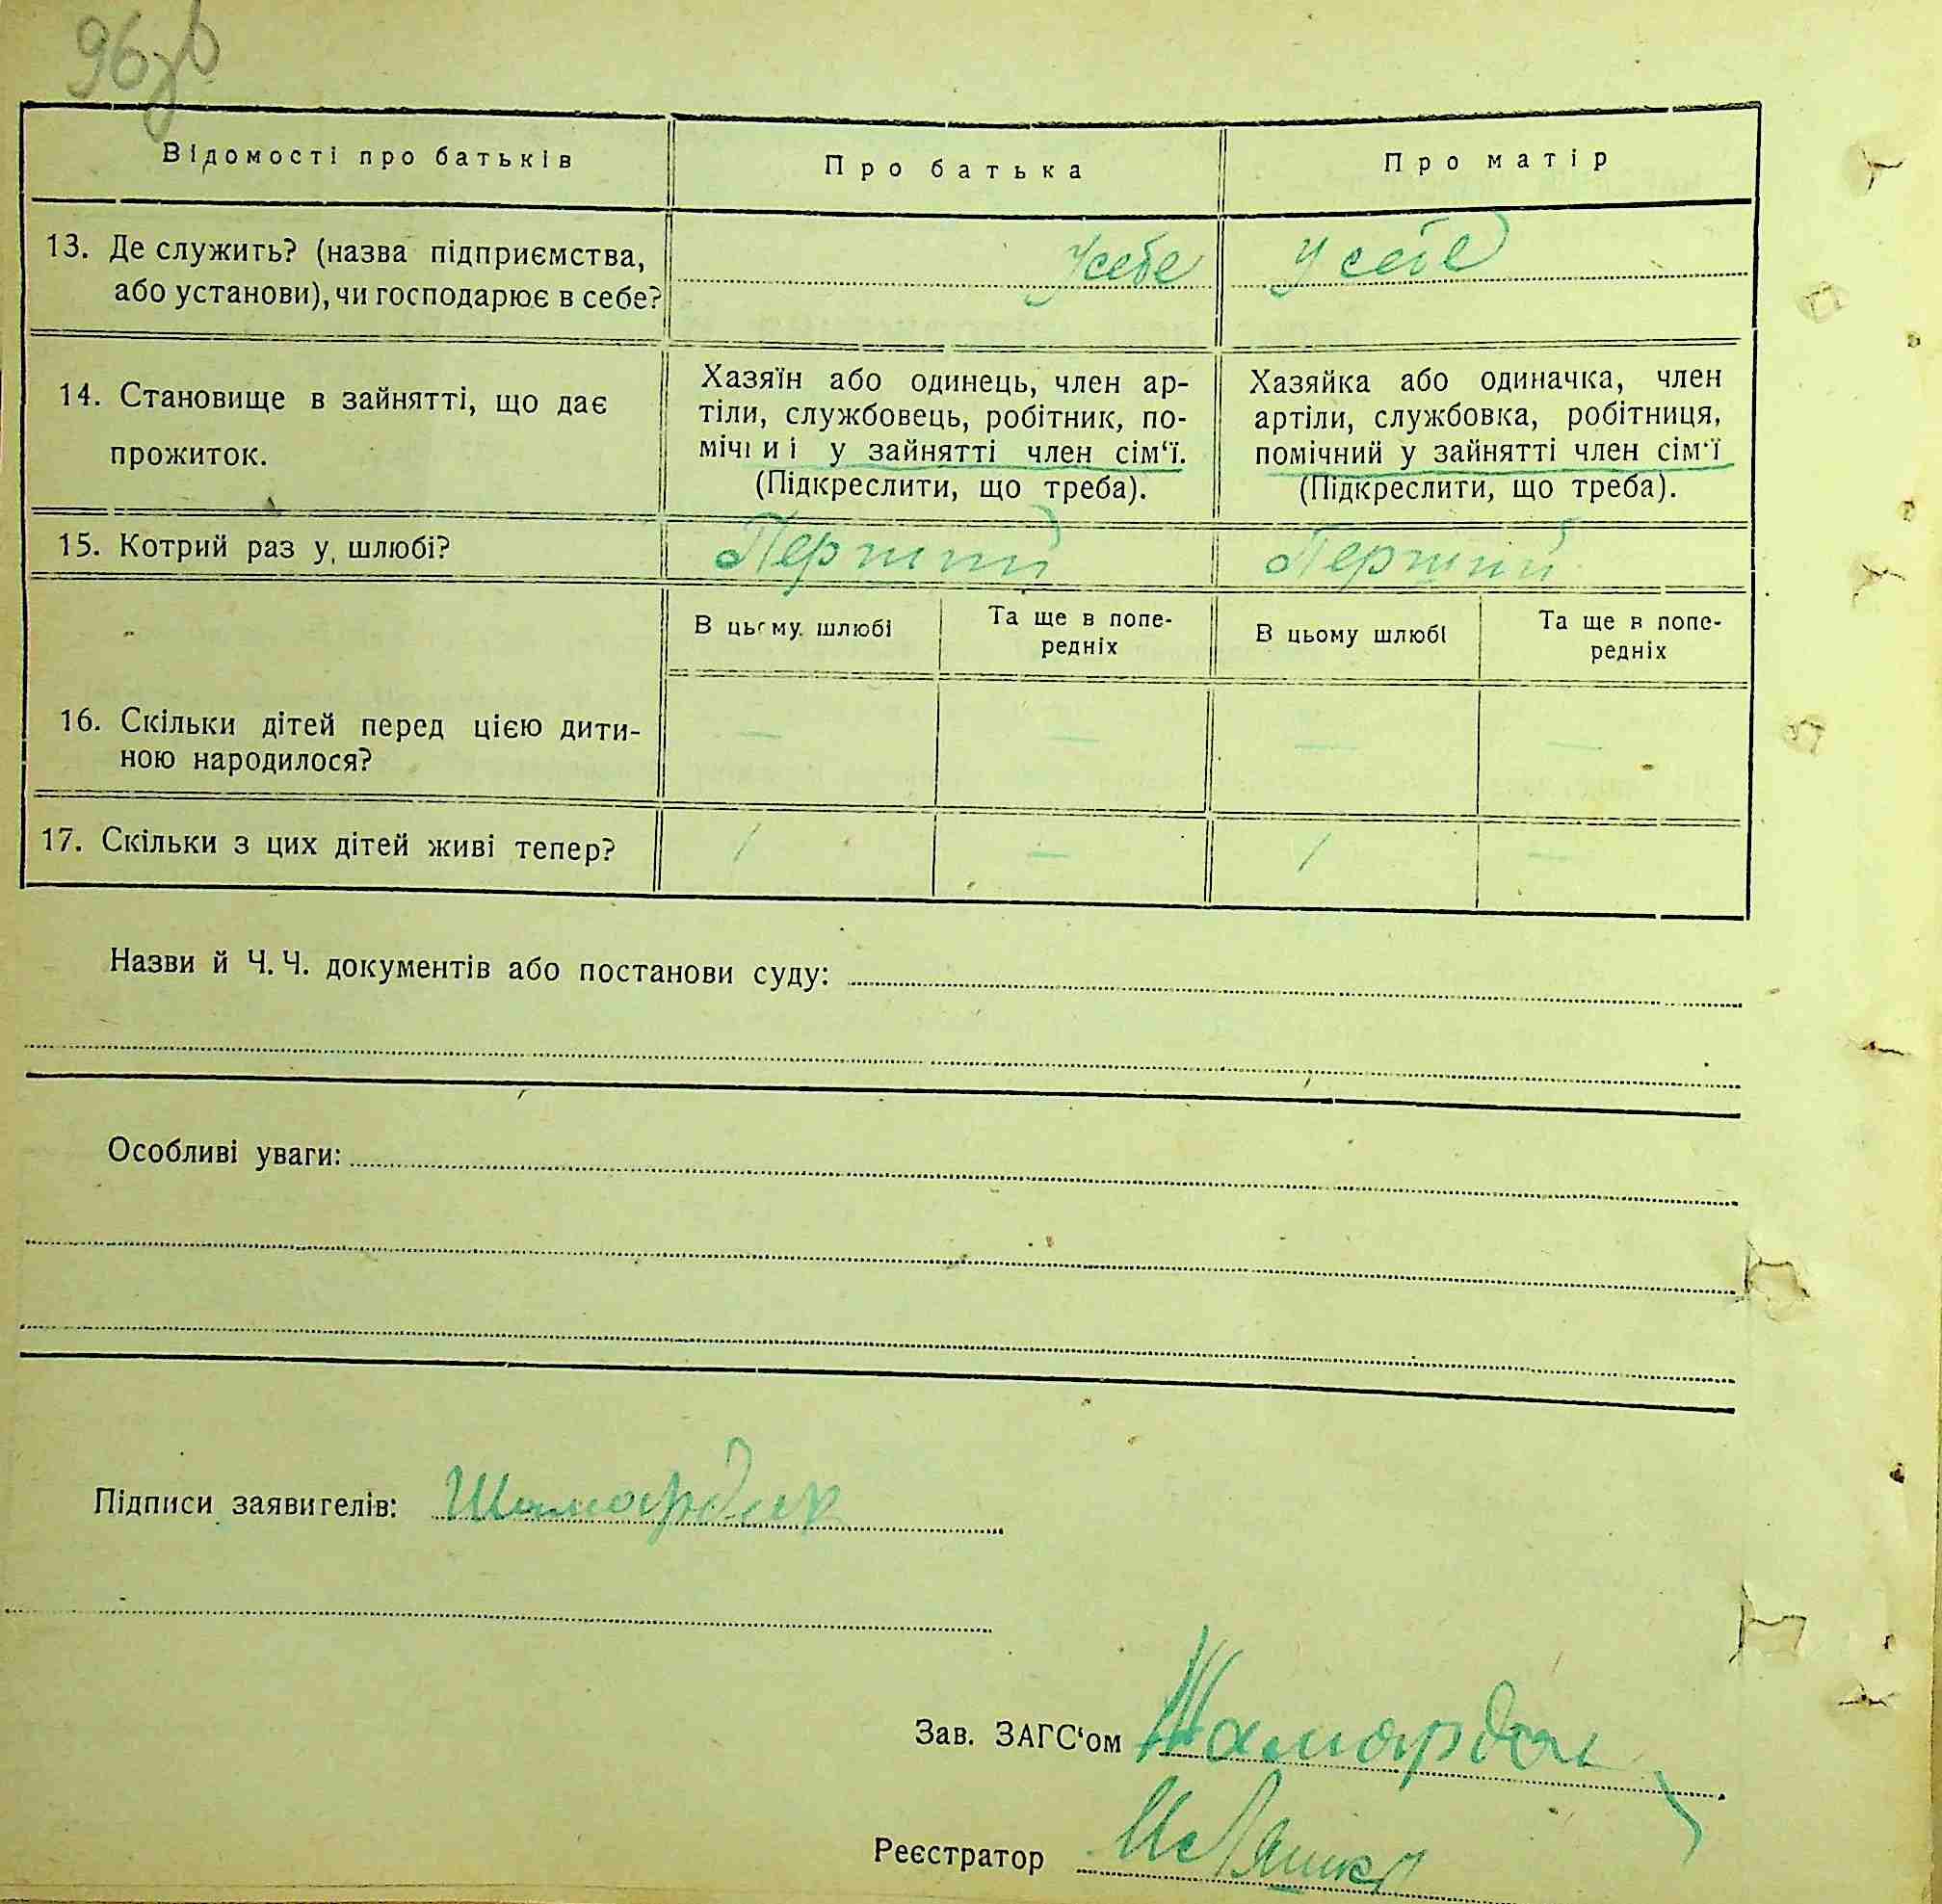 96зв
Відомості про батьків
Про батька
Про матір
13. Де служить? (назва підприємства,
або установи), чи господарює в себе?
У себе
У себе
14. Становище в зайнятті, що дає
прожиток.
Хазяїн або одинець, член ар-
тіли, службовець, робітник, по-
мічний у зайнятті член сім‘ї.
(Підкреслити, що треба).
Хазяйка або одиначка, член
артіли, службовка, робітниця,
помічний у зайнятті член сім‘ї
(Підкреслити, що треба).
15. Котрий раз у шлюбі?
Перший
Перший
В цьому шлюбі
Та ще в попе-
редніх
В цьому шлюбі
Та ще в попе-
редніх
16. Скільки дітей перед цією дити-
ною народилося?
— — — —
17. Скільки з цих дітей живі тепер?
/ — / —
Назви й Ч. Ч. документів або постанови суду:
Особливі уваги:
Підписи заявителів: Шамардак
Зав. ЗАГС‘ом
Реєстратор